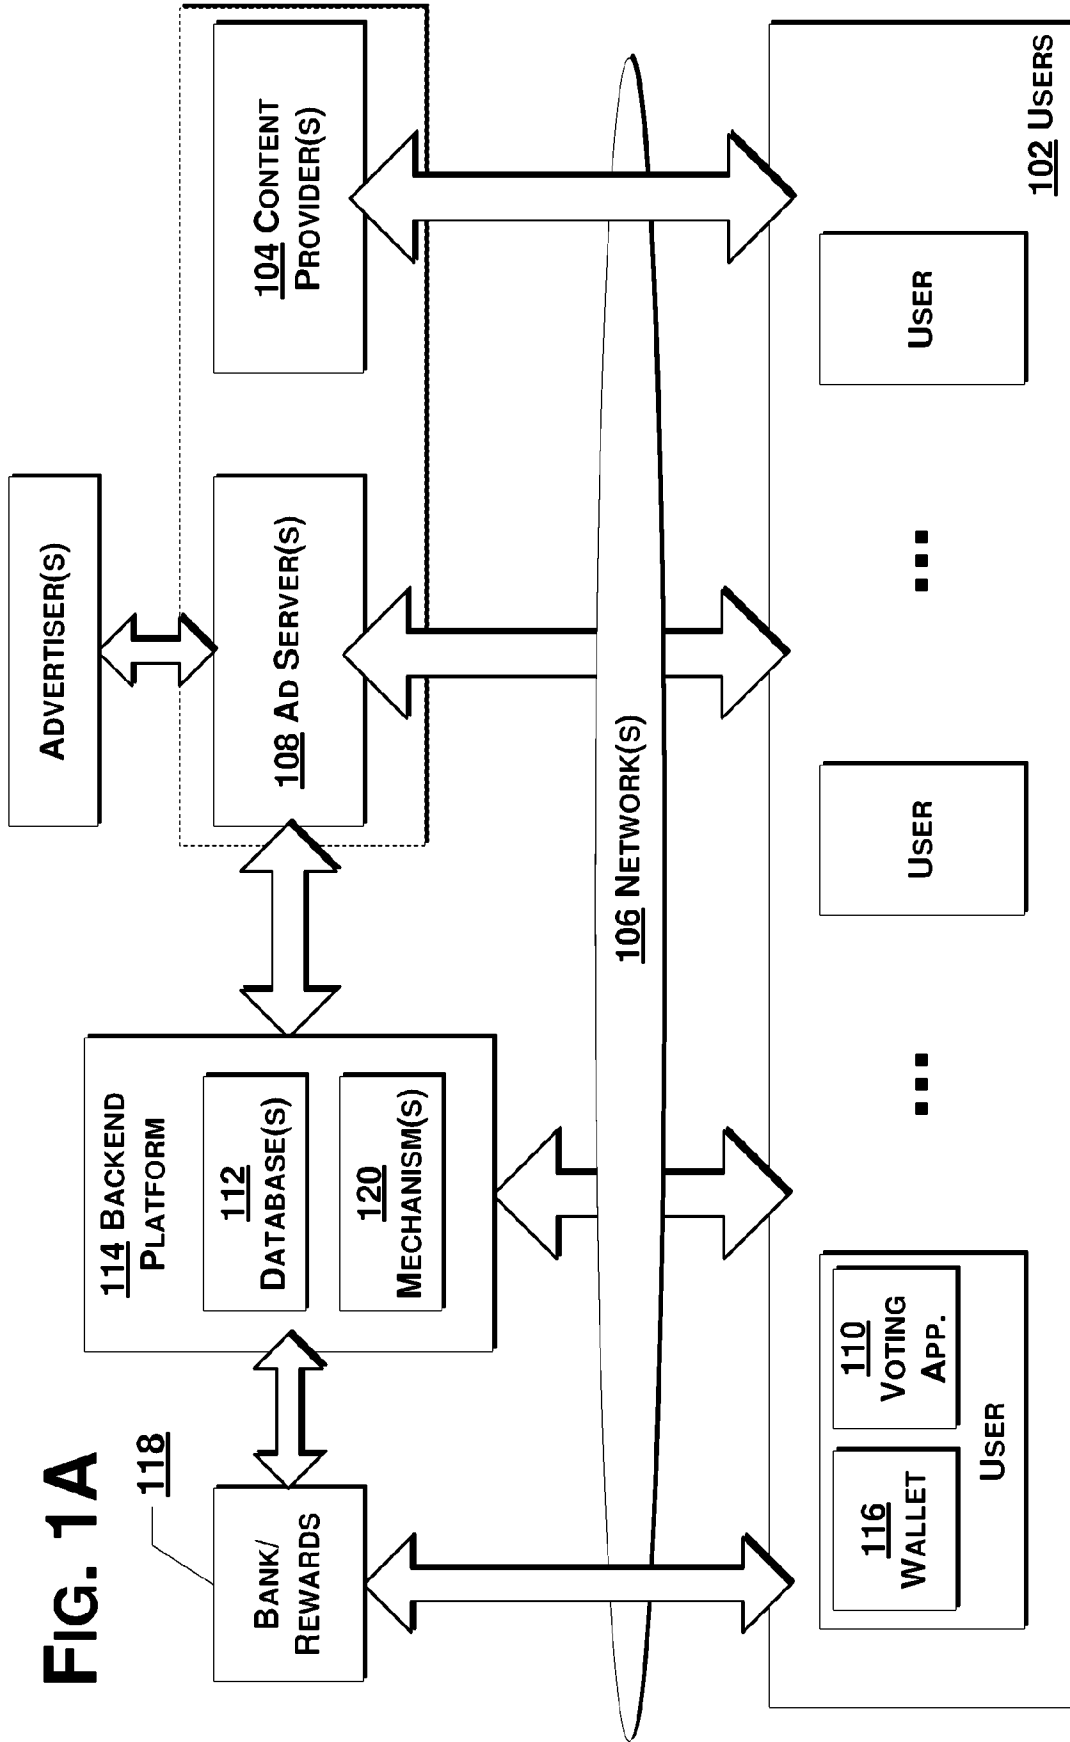 FIG. 1A
118
BANK/
REWARDS
114 BACKEND
PLATFORM
112
DATABASE(S)
120
MECHANISM(S)
ADVERTISER(S)
108 AD SERVER(S)
104 CONTENT
PROVIDER(S)
106 NETWORK(S)
116
WALLET
110
VOTING
APP.
USER
...
USER
...
USER
102 USERS